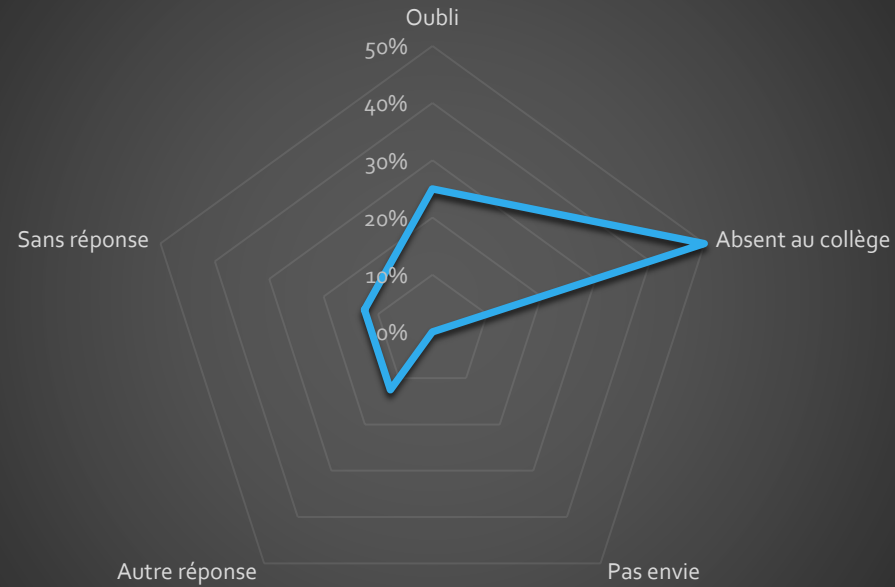 Oubli
50%
40%
30%
20%
10%
0%
Sans réponse
Absent au collège
Autre réponse
Pas envie